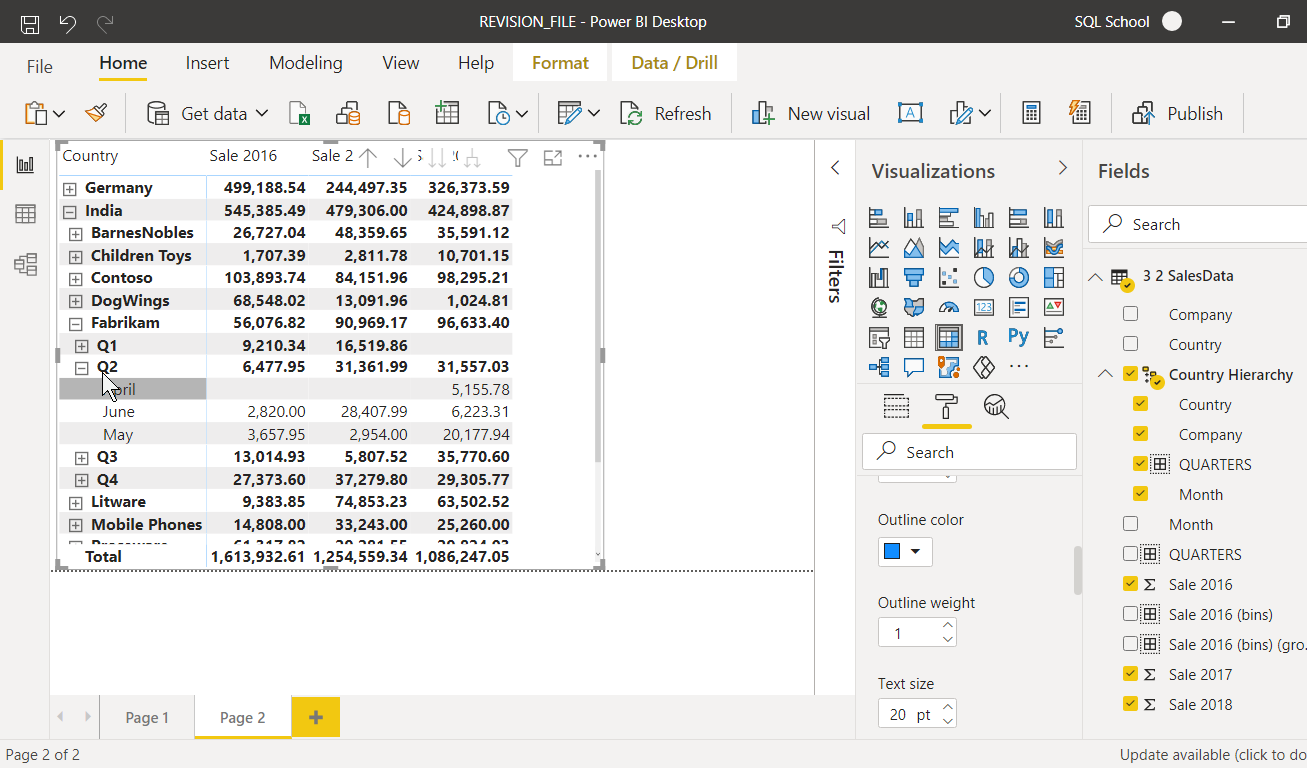 REVISION_FILE - Power BI Desktop
SQL School
File Home Insert Modeling View Help Format Data / Drill
Get data Refresh New visual Publish
Country Sale 2016 Sale 2
Germany 499,188.54 244,497.35 326,373.59
India 545,385.49 479,306.00 424,898.87
BarnesNobles 26,727.04 48,359.65 35,591.12
Children Toys 1,707.39 2,811.78 10,701.15
Contoso 103,893.74 84,151.96 98,295.21
DogWings 68,548.02 13,091.96 1,024.81
Fabrikam 56,076.82 90,969.17 96,633.40
Q1 9,210.34 16,519.86
Q2 6,477.95 31,361.99 31,557.03
5,155.78
June 2,820.00 28,407.99 6,223.31
May 3,657.95 2,954.00 20,177.94
Q3 13,014.93 5,807.52 35,770.60
Q4 27,373.60 37,279.80 29,305.77
Litware 9,383.85 74,853.23 63,502.52
Mobile Phones 14,808.00 33,243.00 25,260.00
Total 1,613,932.61 1,254,559.34 1,086,247.05
Filters
Visualizations
123
R Py
Search
Outline color
Outline weight
1
Text size
20 pt
Fields
Search
3 2 SalesData
Company
Country
Country Hierarchy
Country
Company
QUARTERS
Month
Month
QUARTERS
Σ Sale 2016
Sale 2016 (bins)
Sale 2016 (bins) (gro.
Σ Sale 2017
Σ Sale 2018
Page 1 Page 2 +
Page 2 of 2
Update available (click to do